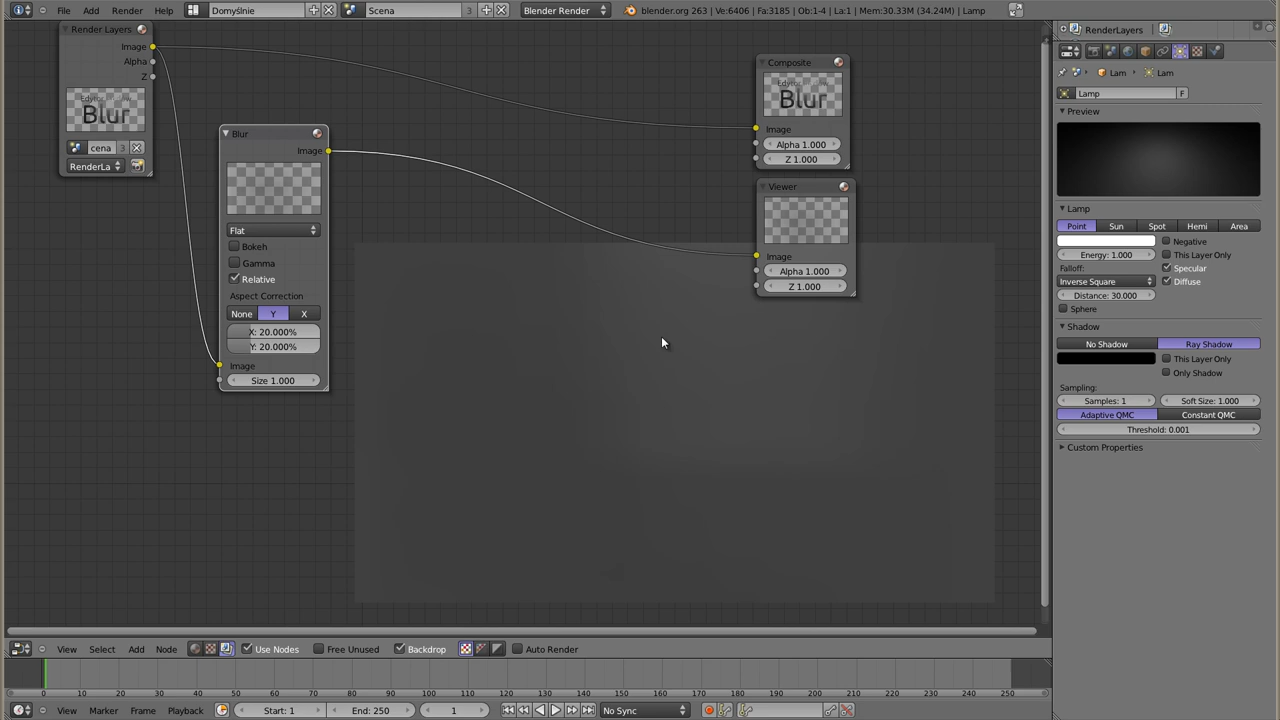 File Add Render Help Domyślnie Scena 3 Blender Render blender.org 263 | Ve:6406 | Fa:3185 | Ob:1-4 | La:1 | Mem:30.33M (34.24M) | Lamp
Render Layers
Image
Alpha
Z
Blur
cena 3
RenderLa
Blur
Image
Flat
Bokeh
Gamma
Relative
Aspect Correction
None Y X
X: 20.000%
Y: 20.000%
Image
Size 1.000
Composite
Blur
Image
Alpha 1.000
Z 1.000
Viewer
Image
Alpha 1.000
Z 1.000
RenderLayers
Lam Lam
Lamp F
Preview
Lamp
Point Sun Spot Hemi Area
Negative
Energy: 1.000 This Layer Only
Falloff: Specular
Inverse Square Diffuse
Distance: 30.000
Sphere
Shadow
No Shadow Ray Shadow
This Layer Only
Only Shadow
Sampling:
Samples: 1 Soft Size: 1.000
Adaptive QMC Constant QMC
Threshold: 0.001
Custom Properties
View Select Add Node Use Nodes Free Unused Backdrop Auto Render
0 10 20 30 40 50 60 70 80 90 100 110 120 130 140 150 160 170 180 190 200 210 220 230 240 250
View Marker Frame Playback Start: 1 End: 250 1 No Sync